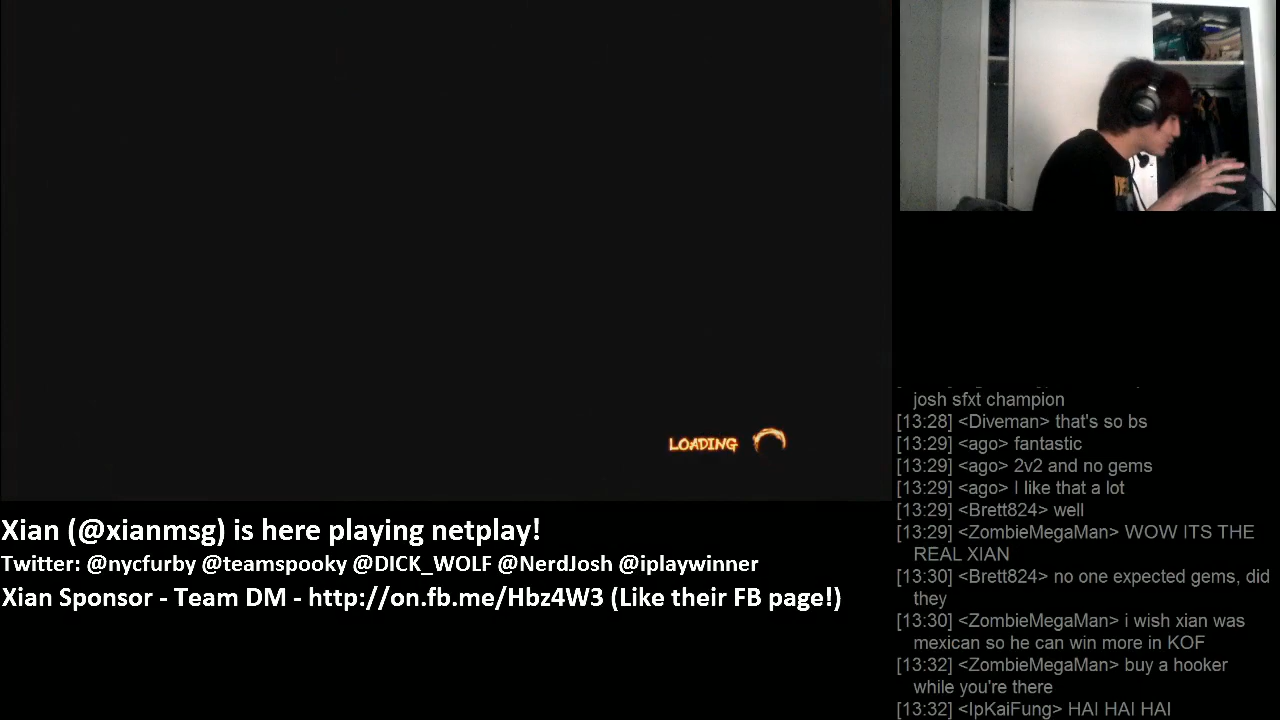 LOADING
Xian (@xianmsg) is here playing netplay!
Twitter: @nycfurby @teamspooky @DICK_WOLF @NerdJosh @iplaywinner
Xian Sponsor - Team DM - http://on.fb.me/Hbz4W3 (Like their FB page!)
josh sfxt champion
[13:28] <Diveman> that's so bs
[13:29] <ago> fantastic
[13:29] <ago> 2v2 and no gems
[13:29] <ago> I like that a lot
[13:29] <Brett824> well
[13:29] <ZombieMegaMan> WOW ITS THE
REAL XIAN
[13:30] <Brett824> no one expected gems, did
they
[13:30] <ZombieMegaMan> i wish xian was
mexican so he can win more in KOF
[13:32] <ZombieMegaMan> buy a hooker
while you're there
[13:32] <IpKaiFung> HAI HAI HAI